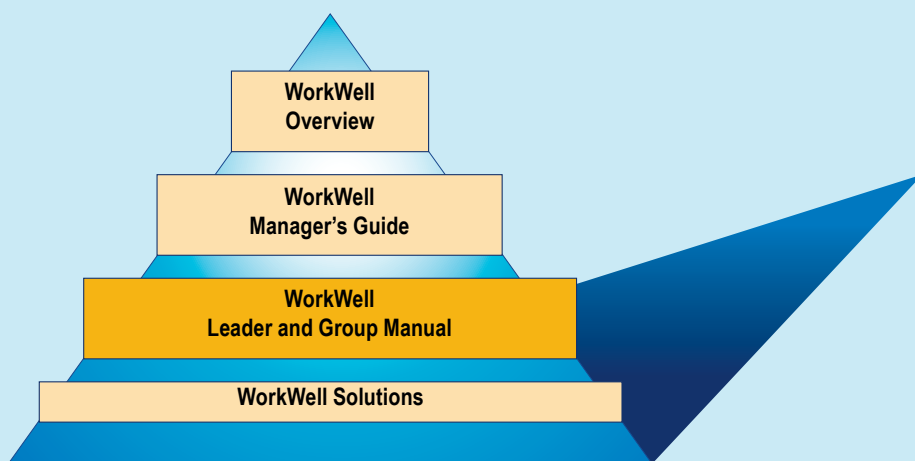 WorkWell
Overview
WorkWell
Manager’s Guide
WorkWell
Leader and Group Manual
WorkWell Solutions